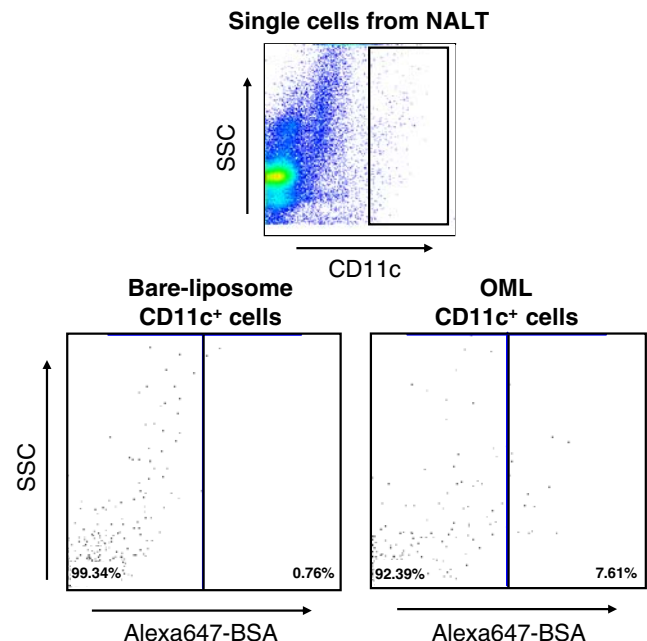 Single cells from NALT
SSC
CD11c
Bare-liposome
CD11c⁺ cells
OML
CD11c⁺ cells
SSC
99.34%
0.76%
92.39%
7.61%
Alexa647-BSA
Alexa647-BSA